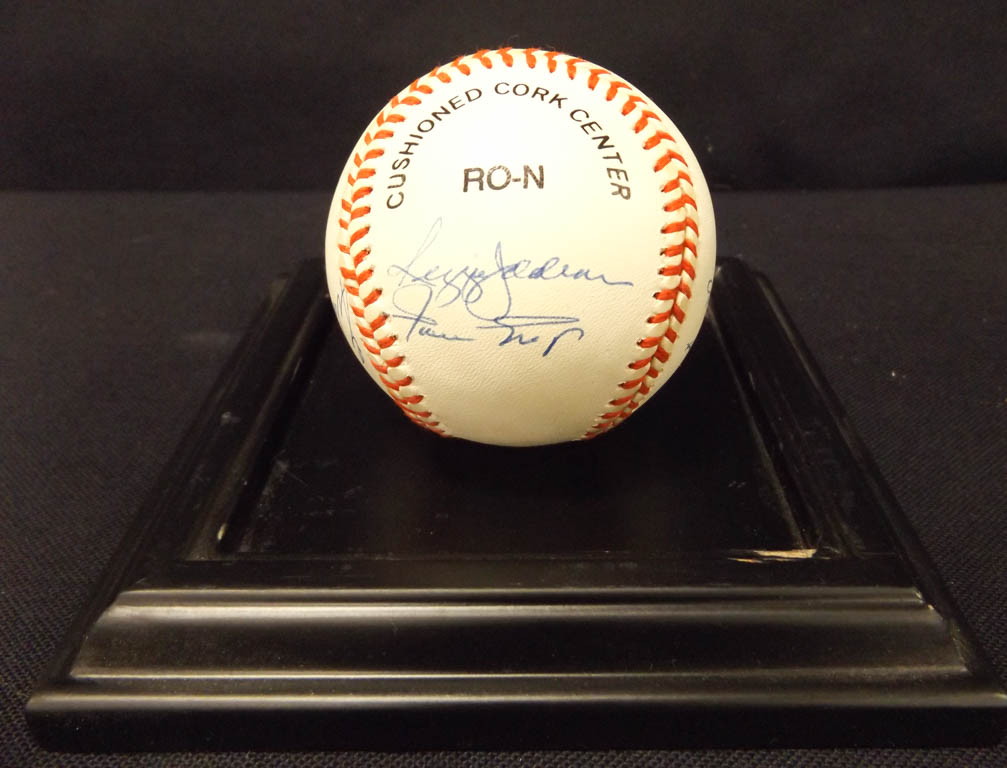 CUSHIONED CORK CENTER
RO-N
Reggie Jackson